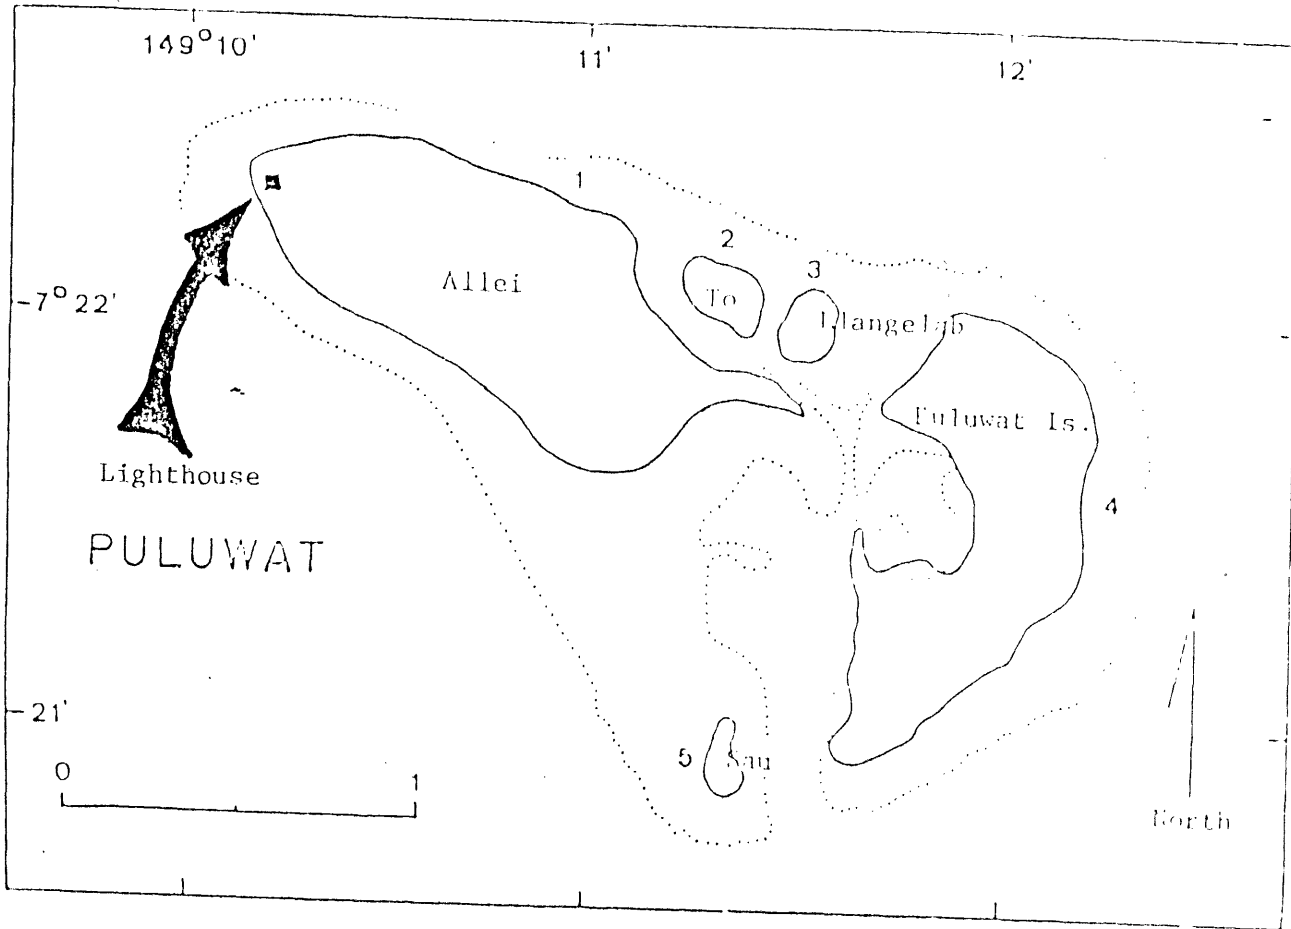 149°10'
11'
12'
1
2
3
Allei
To
-7°22'
Puluwat Is.
Lighthouse
4
PULUWAT
-21'
5
Sau
0
1
North